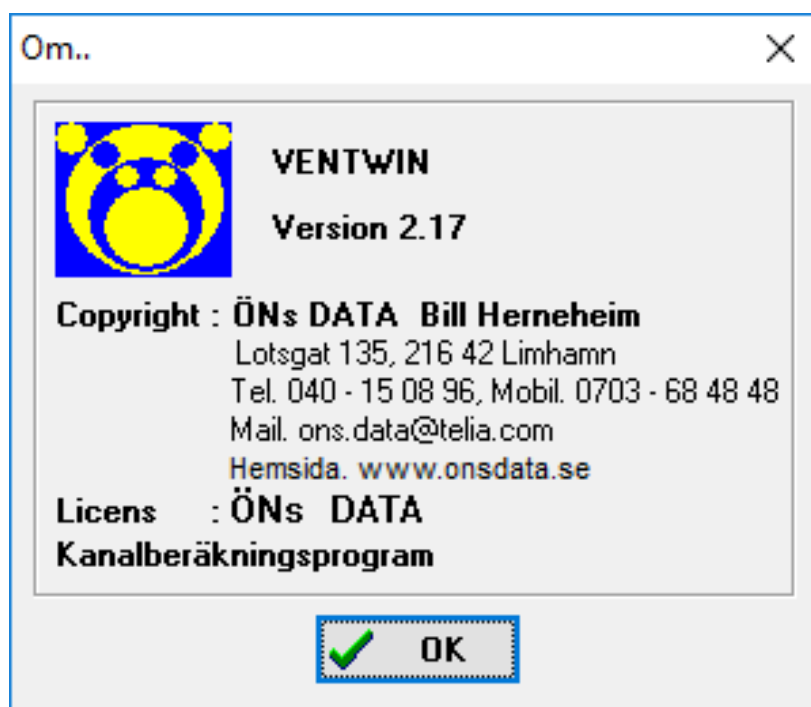 Om..
VENTWIN
Version 2.17
Copyright : ÖNs DATA Bill Herneheim
Lotsgat 135, 216 42 Limhamn
Tel. 040 - 15 08 96, Mobil. 0703 - 68 48 48
Mail. ons.data@telia.com
Hemsida. www.onsdata.se
Licens : ÖNs DATA
Kanalberäkningsprogram
OK